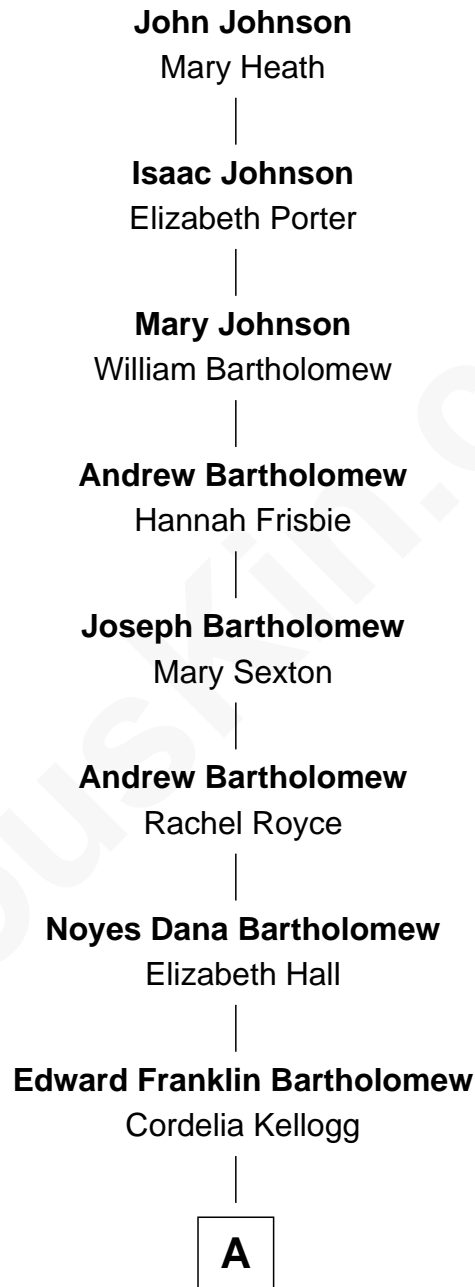 John Johnson
Mary Heath
Isaac Johnson
Elizabeth Porter
Mary Johnson
William Bartholomew
Andrew Bartholomew
Hannah Frisbie
Joseph Bartholomew
Mary Sexton
Andrew Bartholomew
Rachel Royce
Noyes Dana Bartholomew
Elizabeth Hall
Edward Franklin Bartholomew
Cordelia Kellogg
A